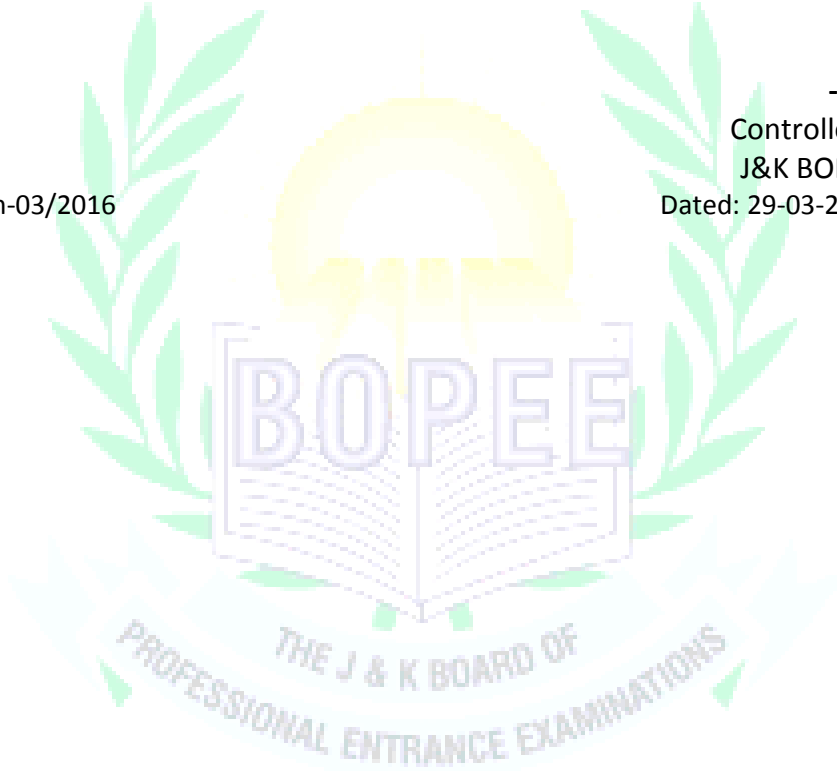 Controlle
J&K BO
n-03/2016
Dated: 29-03-2
BOPEE
THE J & K BOARD OF
PROFESSIONAL ENTRANCE EXAMINATIONS